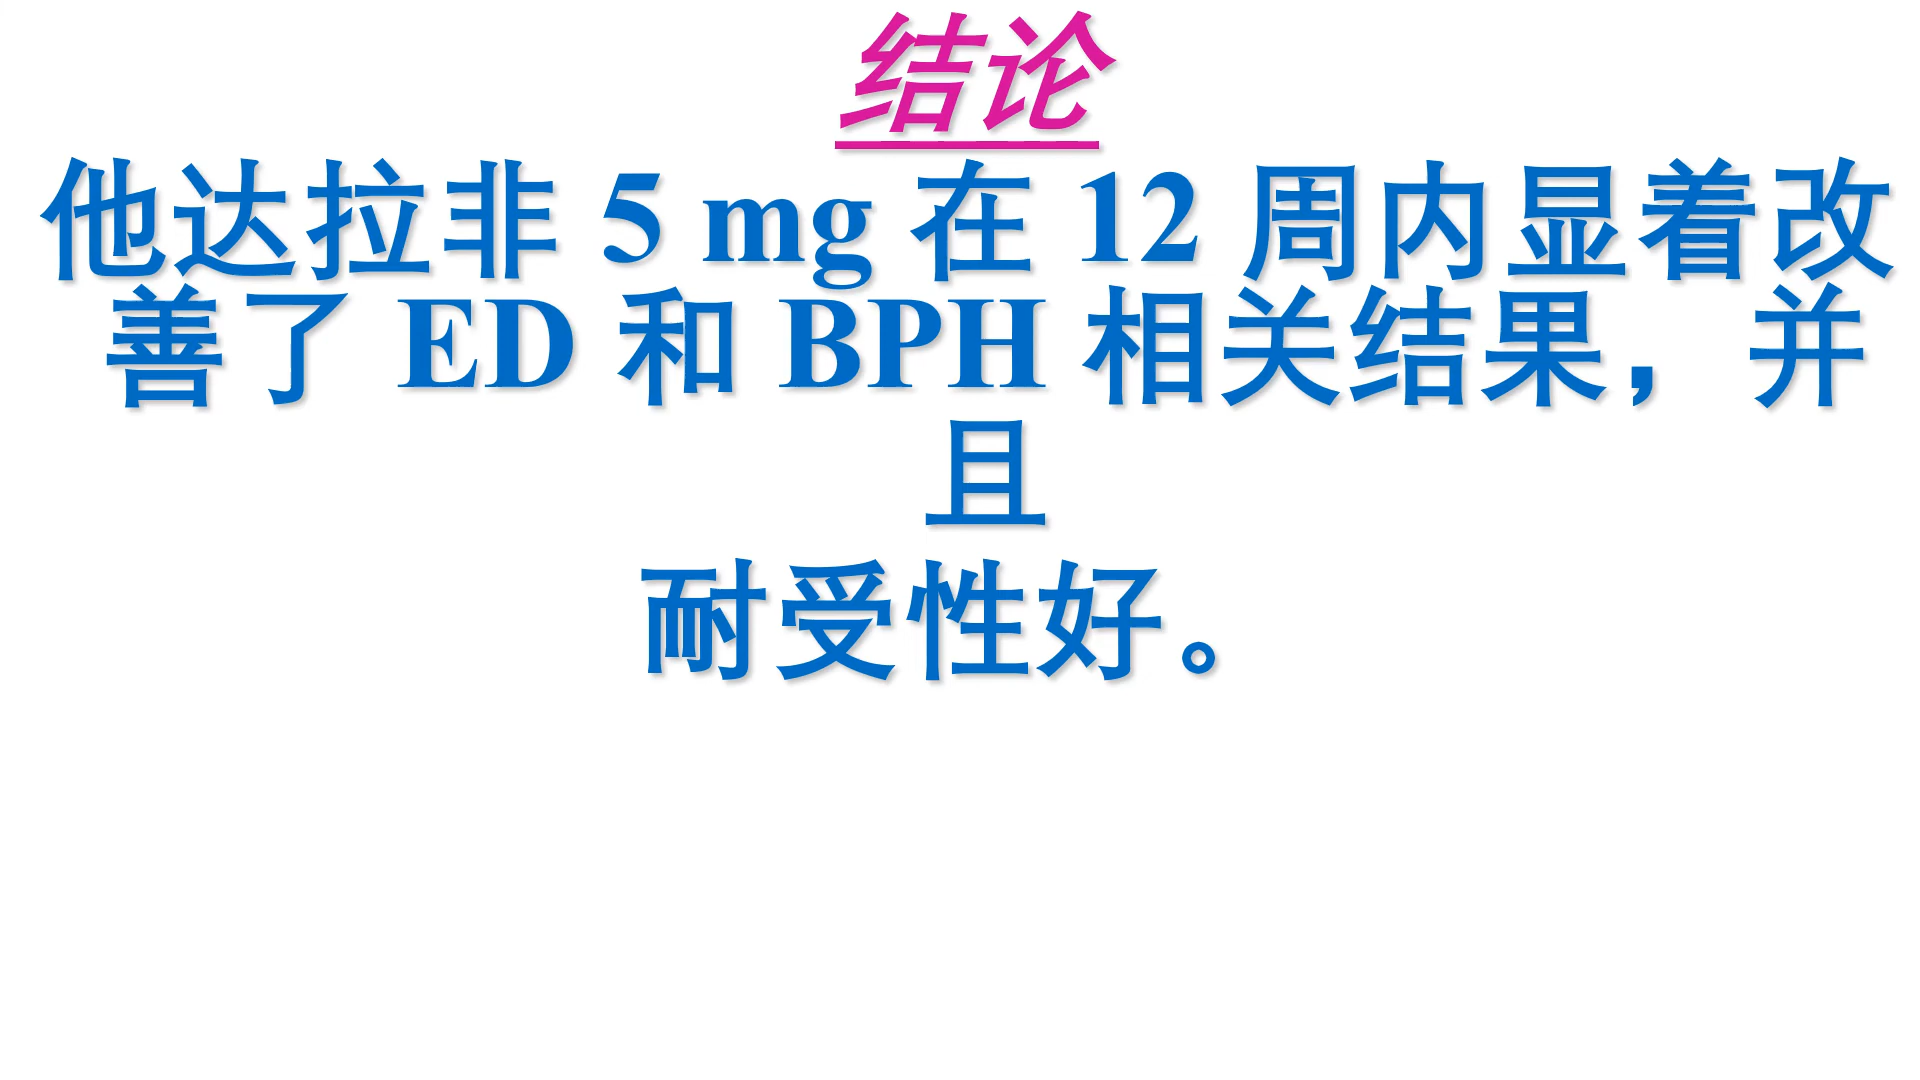 结论
他达拉非 5 mg 在 12 周内显着改
善了 ED 和 BPH 相关结果，并
且
耐受性好。